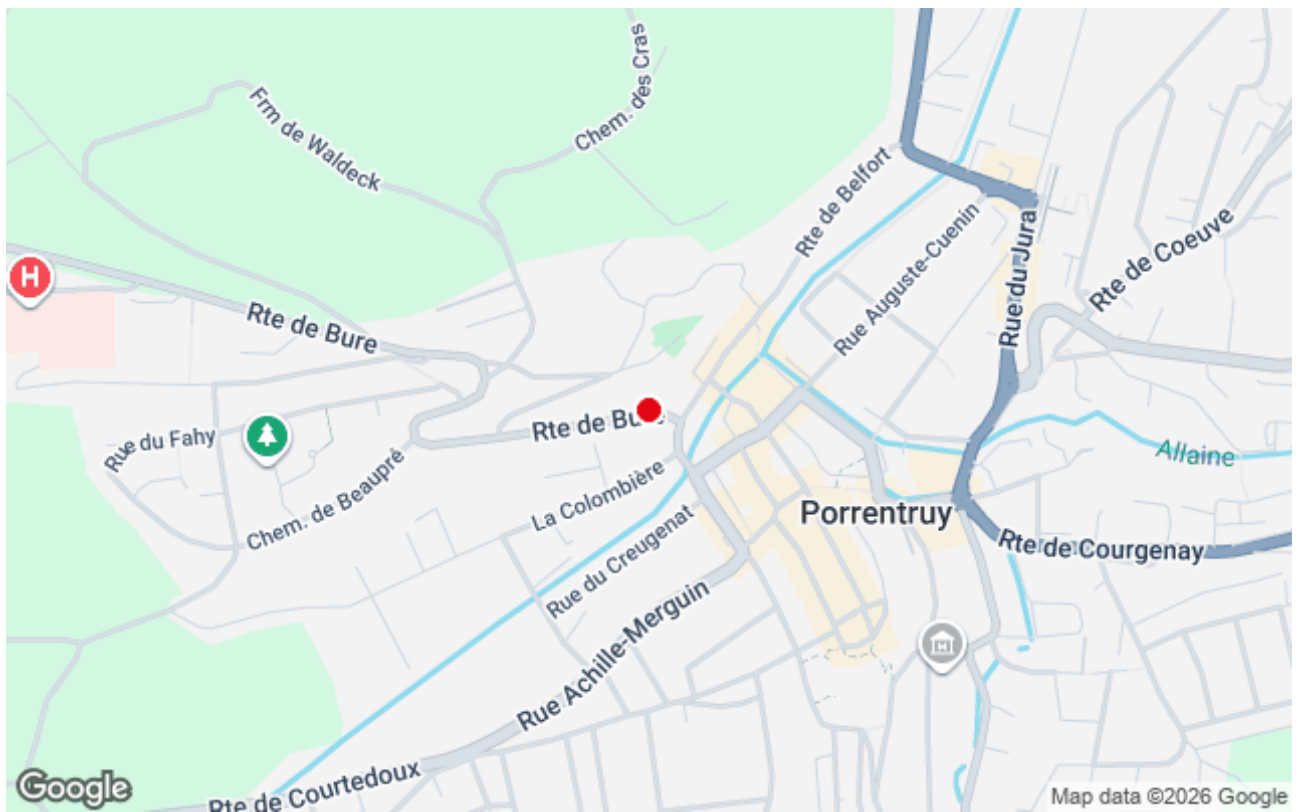 Frm de Waldeck
Chem. des Cras
Rte de Belfort
Rue Auguste-Cuenin
Rue du Jura
Rte de Coeuve
H
Rte de Bure
Rue du Fahy
Rte de Bure
Chem. de Beaupré
La Colombière
Allaine
Porrentruy
Rte de Courgenay
Rue du Creugenat
Rue Achille-Merguin
Rte de Courtedoux
Google
Map data ©2026 Google